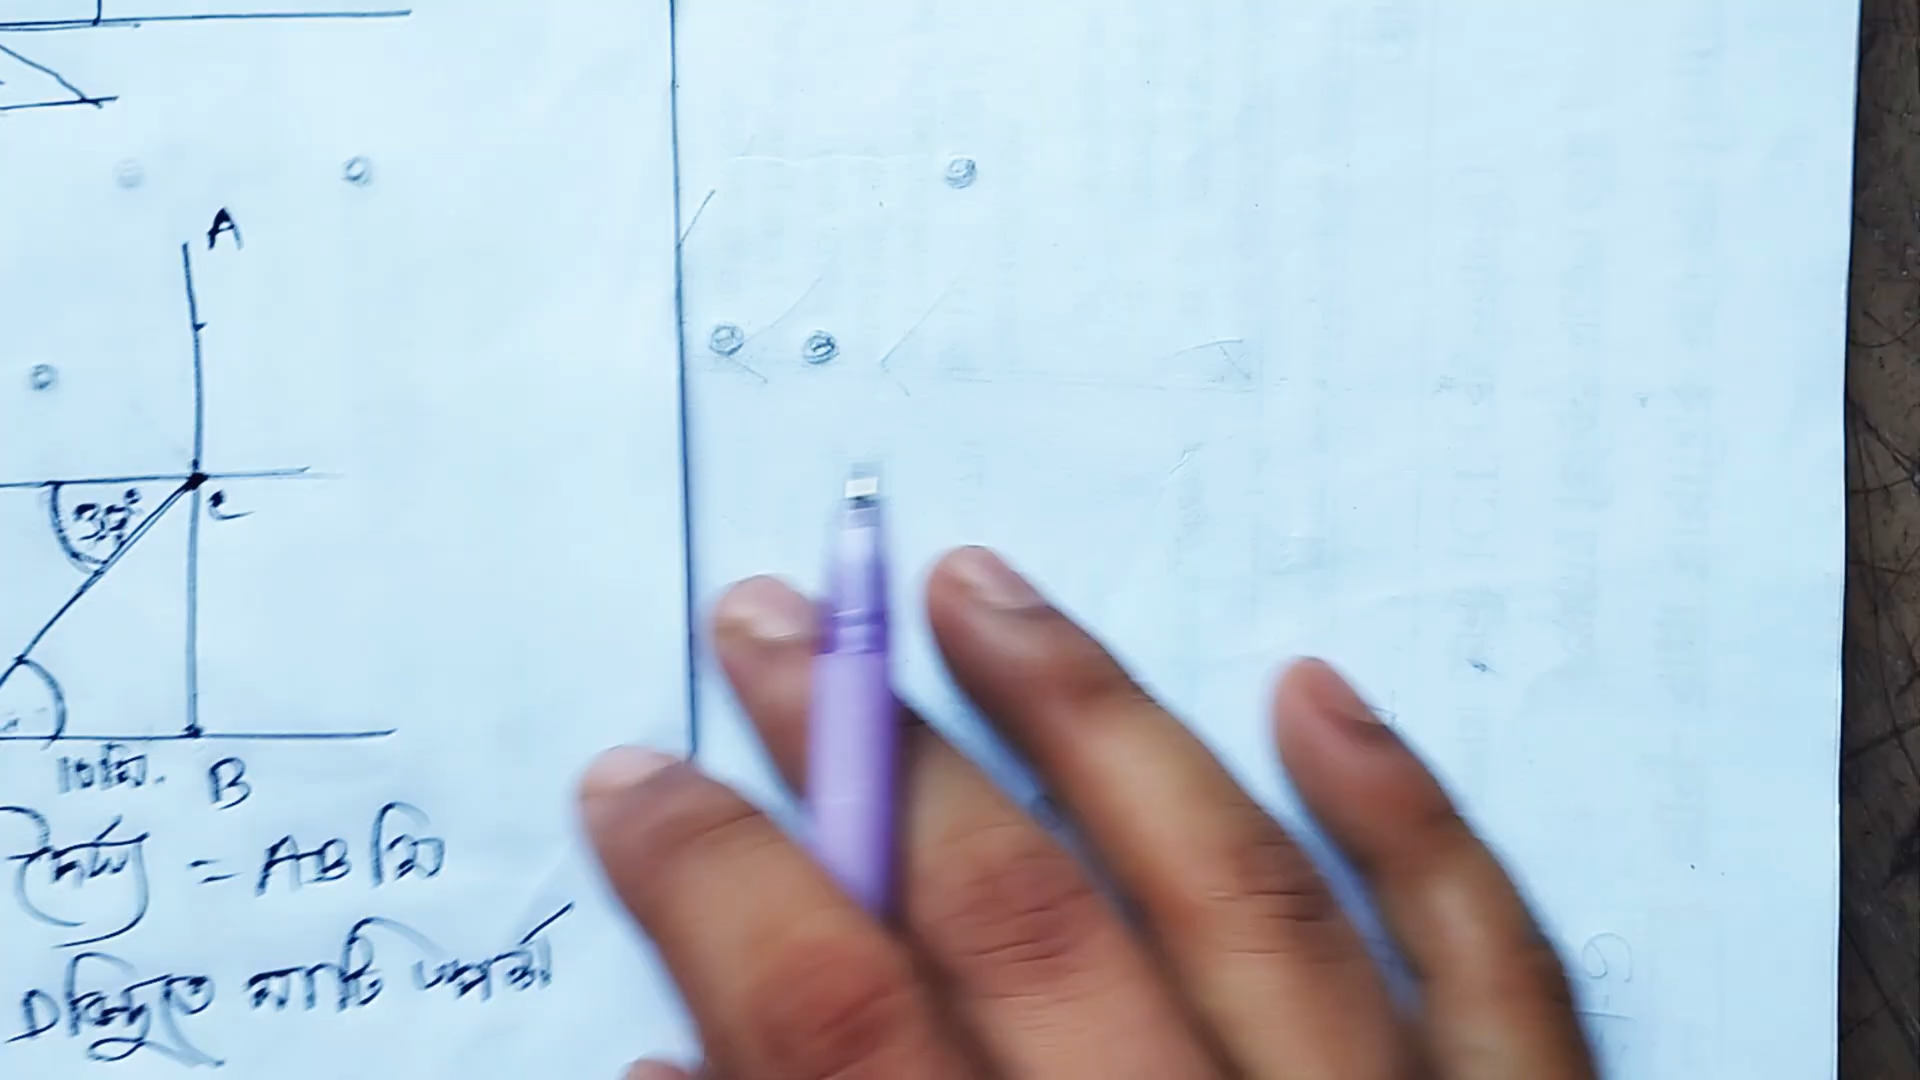 A
30°
C
10মি.
B
দৈর্ঘ্য = AB মি
D বিন্দুতে মাটি স্পর্শ